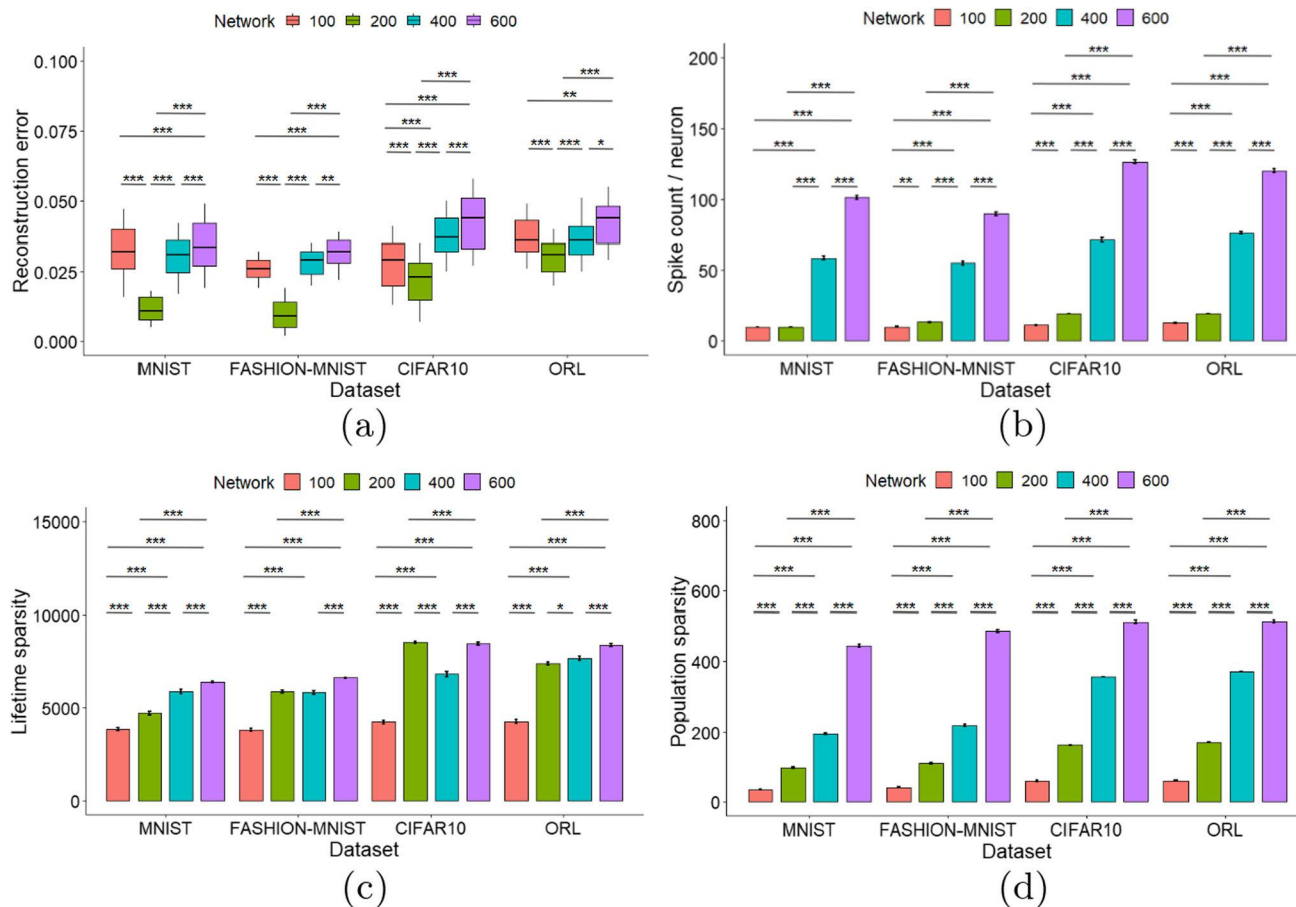 Network 100 200 400 600
Reconstruction error
0.100
0.075
0.050
0.025
0.000
*** *** *** ***
*** *** *** **
*** *** ***
*** *** *** *** *** ** *** *** *** *** *** *
MNIST FASHION-MNIST CIFAR10 ORL
Dataset
(a)
Network 100 200 400 600
Spike count / neuron
200
150
100
50
0
*** *** *** ***
*** *** *** ***
*** *** *** ***
*** *** ** *** *** *** *** *** *** *** ***
MNIST FASHION-MNIST CIFAR10 ORL
Dataset
(b)
Network 100 200 400 600
Lifetime sparsity
15000
10000
5000
0
*** *** *** ***
*** *** *** ***
*** *** *** ***
*** *** *** *** *** *** *** *** *** * ***
MNIST FASHION-MNIST CIFAR10 ORL
Dataset
(c)
Network 100 200 400 600
Population sparsity
800
600
400
200
0
*** *** *** ***
*** *** *** ***
*** *** *** ***
*** *** *** *** *** *** *** *** *** *** *** ***
MNIST FASHION-MNIST CIFAR10 ORL
Dataset
(d)